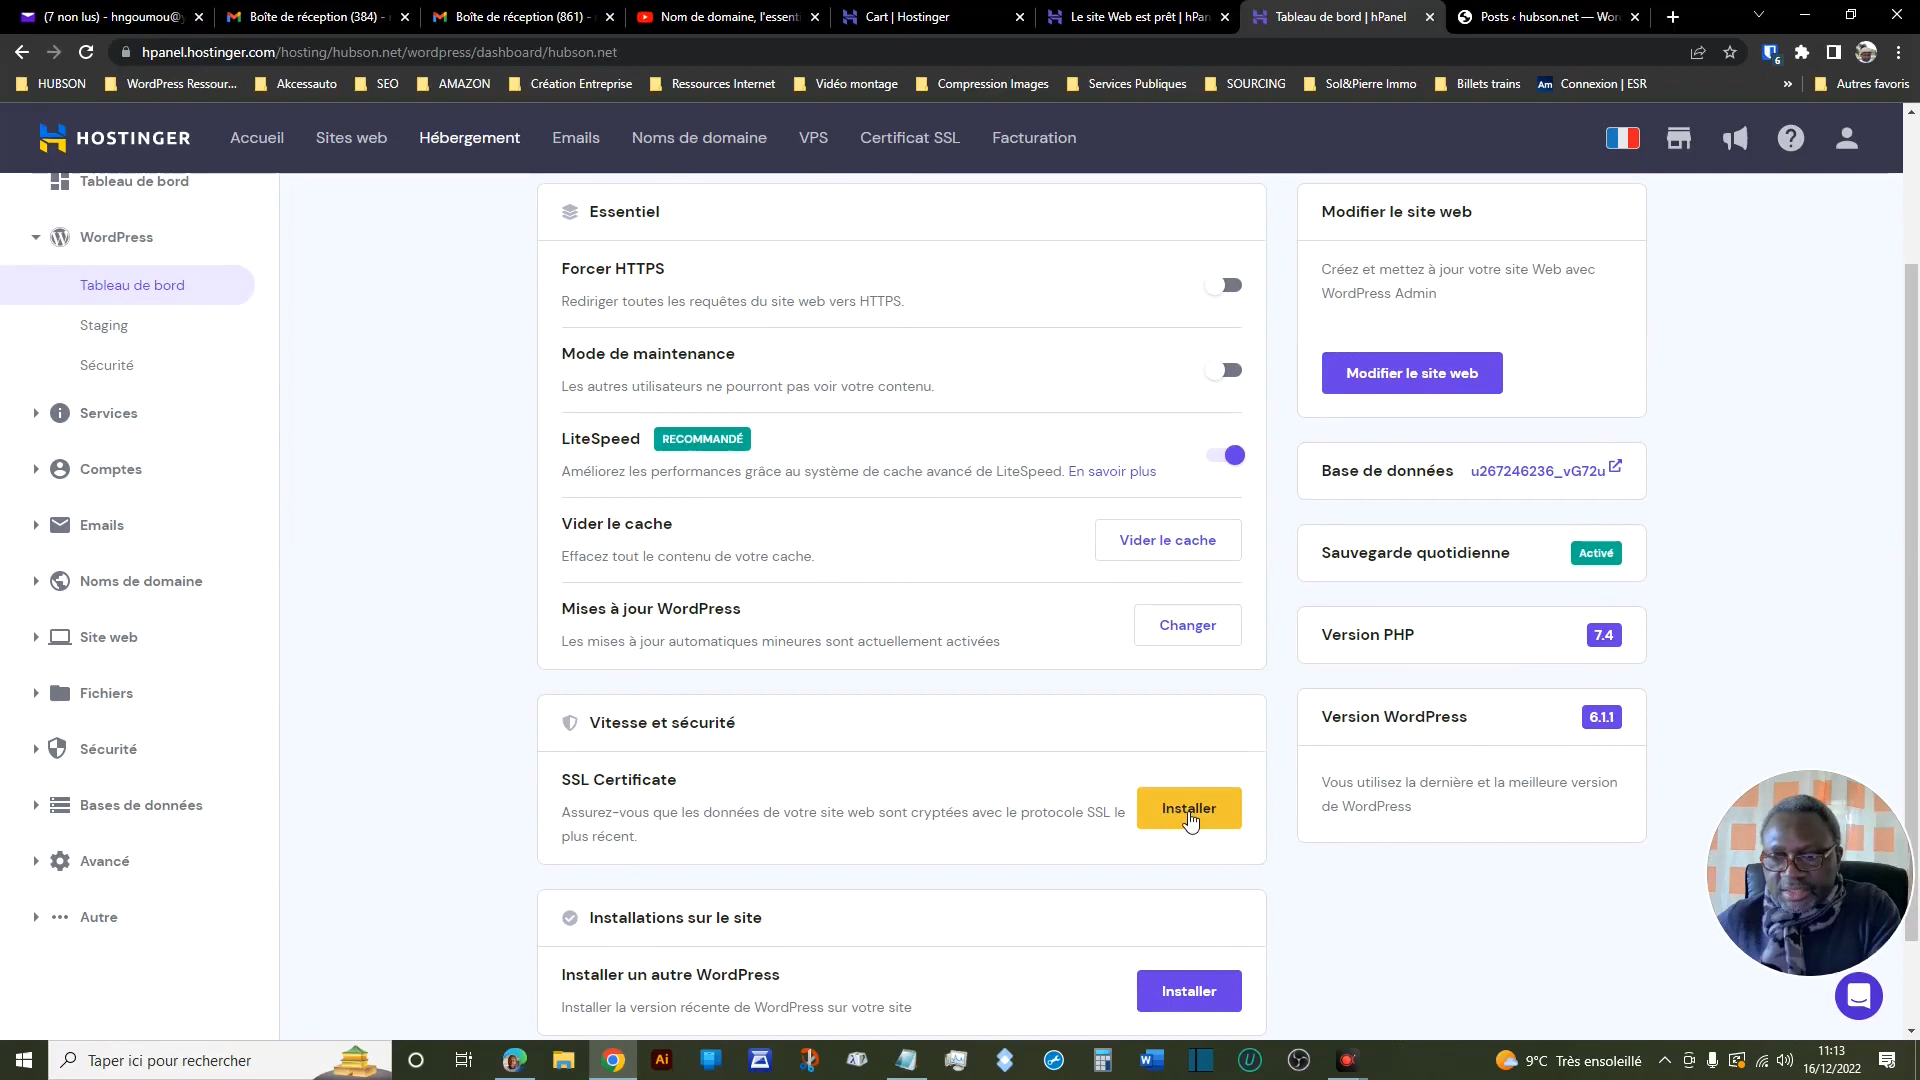 (7 non lus) - hngoumou@y
Boîte de réception (384) -
Boîte de réception (861) -
Nom de domaine, l'essenti
Cart | Hostinger
Le site Web est prêt | hPan
Tableau de bord | hPanel
Posts ‹ hubson.net — Wor
hpanel.hostinger.com/hosting/hubson.net/wordpress/dashboard/hubson.net
6
HUBSON
WordPress Ressour...
Akcessauto
SEO
AMAZON
Création Entreprise
Ressources Internet
Vidéo montage
Compression Images
Services Publiques
SOURCING
Sol&Pierre Immo
Billets trains
Am Connexion | ESR
»
Autres favoris
HOSTINGER
Accueil
Sites web
Hébergement
Emails
Noms de domaine
VPS
Certificat SSL
Facturation
Tableau de bord
WordPress
Tableau de bord
Staging
Sécurité
Services
Comptes
Emails
Noms de domaine
Site web
Fichiers
Sécurité
Bases de données
Avancé
Autre
Essentiel
Forcer HTTPS
Rediriger toutes les requêtes du site web vers HTTPS.
Mode de maintenance
Les autres utilisateurs ne pourront pas voir votre contenu.
LiteSpeed RECOMMANDÉ
Améliorez les performances grâce au système de cache avancé de LiteSpeed. En savoir plus
Vider le cache
Effacez tout le contenu de votre cache.
Vider le cache
Mises à jour WordPress
Les mises à jour automatiques mineures sont actuellement activées
Changer
Vitesse et sécurité
SSL Certificate
Assurez-vous que les données de votre site web sont cryptées avec le protocole SSL le
plus récent.
Installer
Installations sur le site
Installer un autre WordPress
Installer la version récente de WordPress sur votre site
Installer
Modifier le site web
Créez et mettez à jour votre site Web avec
WordPress Admin
Modifier le site web
Base de données u267246236_vG72u
Sauvegarde quotidienne Activé
Version PHP 7.4
Version WordPress 6.1.1
Vous utilisez la dernière et la meilleure version
de WordPress
Taper ici pour rechercher
Ai
9°C Très ensoleillé
11:13
16/12/2022